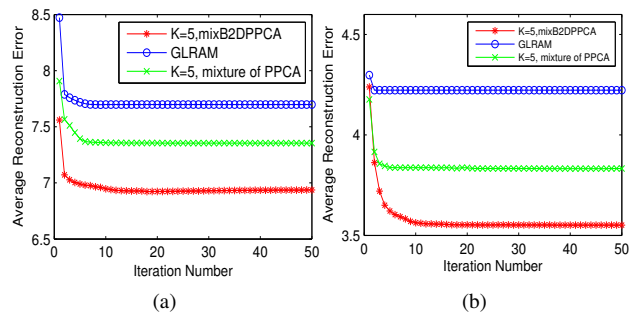 8.5
8
7.5
7
6.5
0 10 20 30 40 50
Average Reconstruction Error
Iteration Number
K=5,mixB2DPPCA
GLRAM
K=5, mixture of PPCA
(a)
4.5
4
3.5
0 10 20 30 40 50
Average Reconstruction Error
Iteration Number
K=5,mixB2DPPCA
GLRAM
K=5, mixture of PPCA
(b)